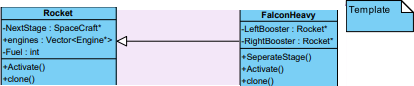 Rocket
-NextStage : SpaceCraft*
+engines : Vector<Engine*>
-Fuel : int
+Activate()
+clone()
FalconHeavy
-LeftBooster : Rocket*
-RightBooster : Rocket*
+SeperateStage()
+Activate()
+clone()
Template